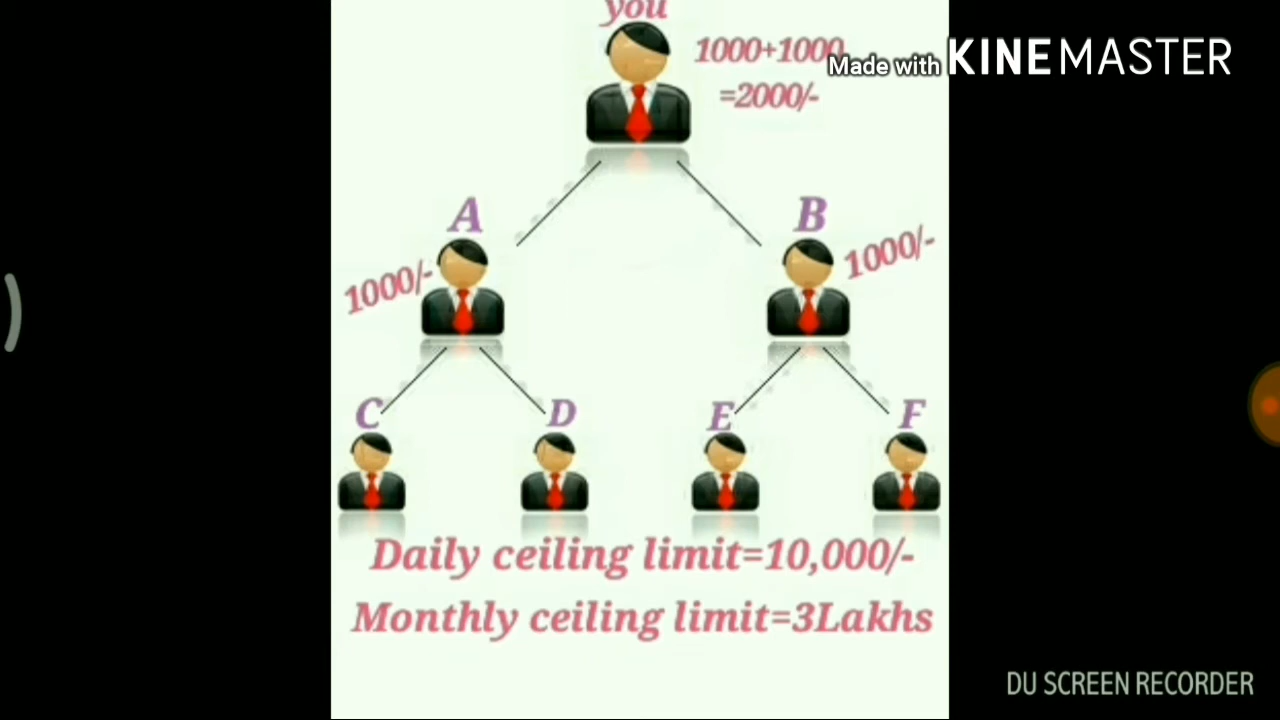 you
1000+1000
=2000/-
Made with KINEMASTER
A
B
1000/-
1000/-
C
D
E
F
Daily ceiling limit=10,000/-
Monthly ceiling limit=3Lakhs
DU SCREEN RECORDER